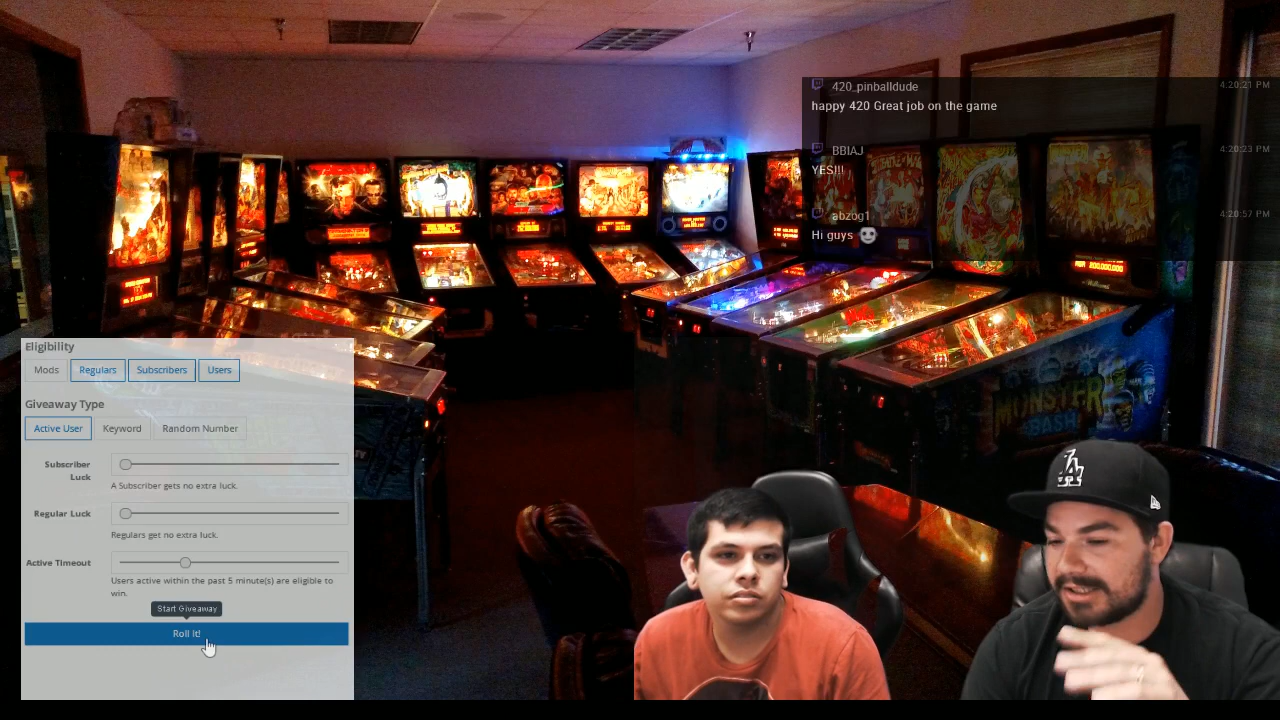 420_pinballdude
4:20:21 PM
happy 420 Great job on the game
BBIAJ
4:20:23 PM
YES!!!
abzog1
4:20:57 PM
Hi guys
Eligibility
Mods Regulars Subscribers Users
Giveaway Type
Active User Keyword Random Number
Subscriber
Luck
A Subscriber gets no extra luck.
Regular Luck
Regulars get no extra luck.
Active Timeout
Users active within the past 5 minute(s) are eligible to
win.
Start Giveaway
Roll It!
MONSTER
BASH
LA